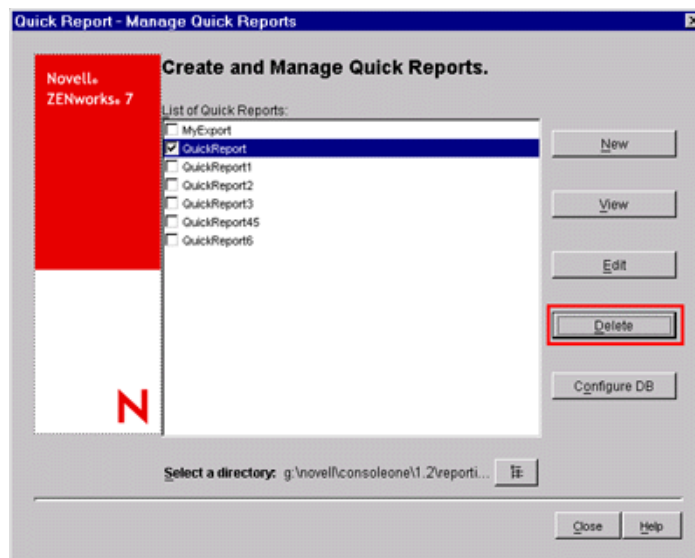 Quick Report - Manage Quick Reports
Novell®
ZENworks® 7
Create and Manage Quick Reports.
List of Quick Reports:
MyExport
QuickReport
QuickReport1
QuickReport2
QuickReport3
QuickReport45
QuickReport6
New
View
Edit
Delete
Configure DB
N
Select a directory: g:\novell\consoleone\1.2\reporti...
Close
Help